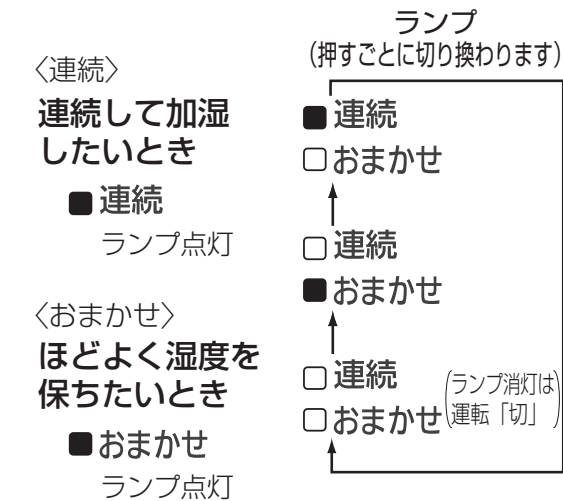 〈連続〉
連続して加湿
したいとき
■連続
ランプ点灯
〈おまかせ〉
ほどよく湿度を
保ちたいとき
■おまかせ
ランプ点灯
ランプ
(押すごとに切り換わります)
■連続
□おまかせ
□連続
■おまかせ
□連続
□おまかせ
(ランプ消灯は
運転「切」)